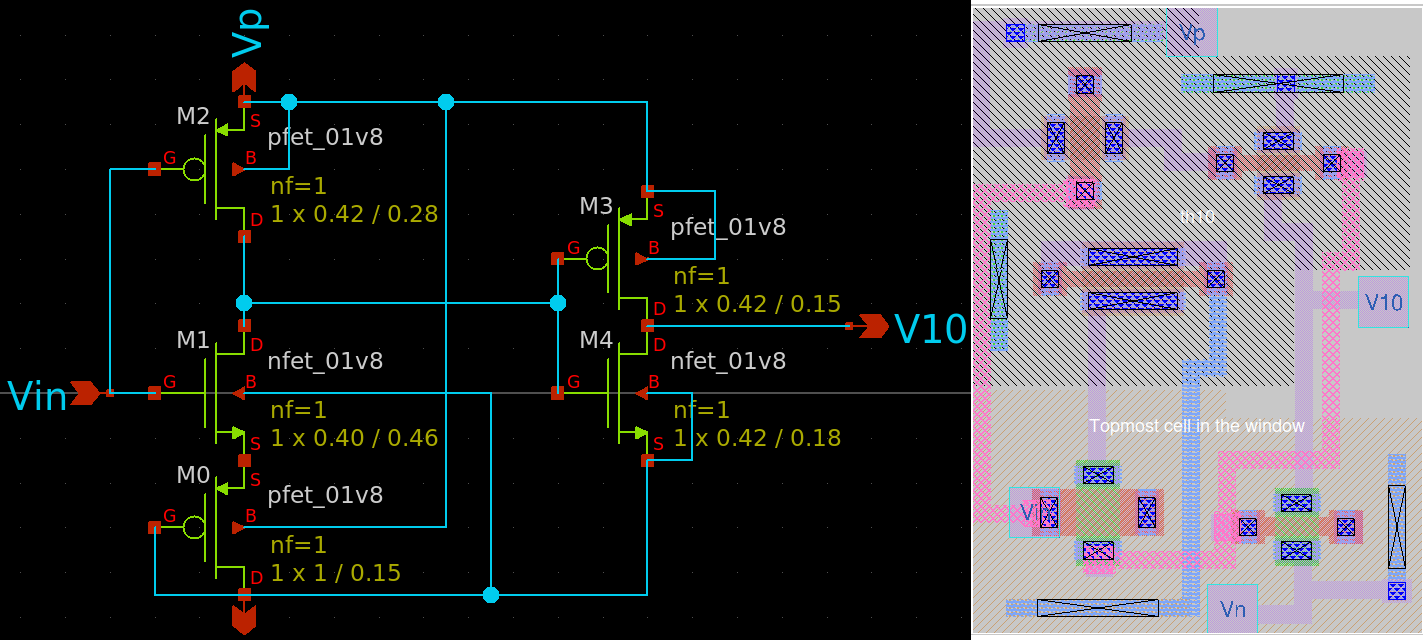 Vp
M2
S
pfet_01v8
G
B
nf=1
1 x 0.42 / 0.28
D
M3
S
pfet_01v8
G
B
nf=1
1 x 0.42 / 0.15
D
V10
M1
D
nfet_01v8
G
B
nf=1
1 x 0.40 / 0.46
S
Vin
M4
D
nfet_01v8
G
B
nf=1
1 x 0.42 / 0.18
S
M0
S
pfet_01v8
G
B
nf=1
1 x 1 / 0.15
D
Vp
th10
V10
Topmost cell in the window
Vin
Vn